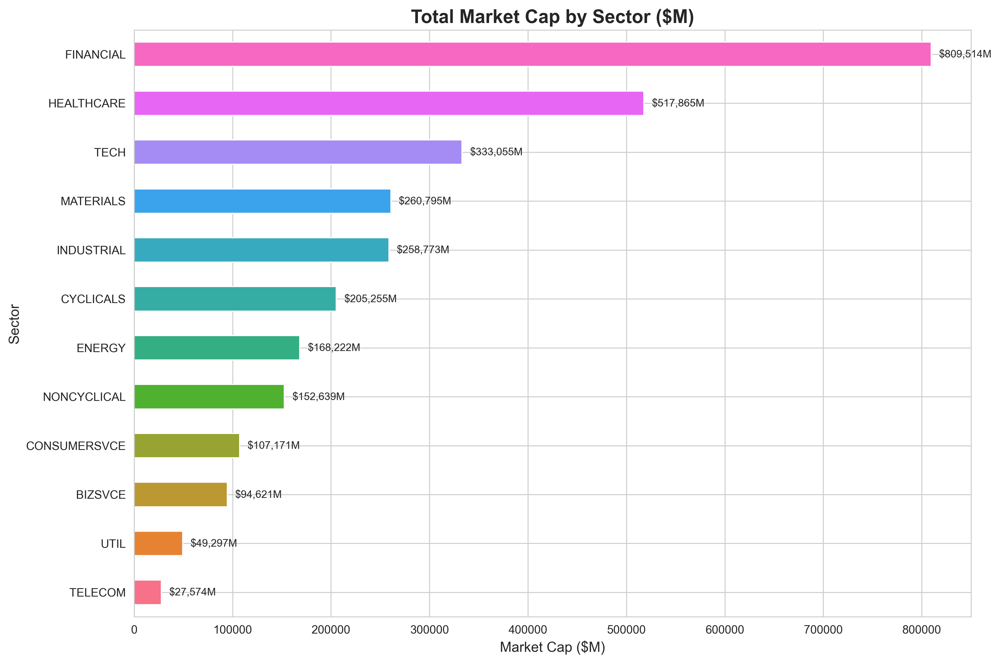 Total Market Cap by Sector ($M)
FINANCIAL
$809,514M
HEALTHCARE
$517,865M
TECH
$333,055M
MATERIALS
$260,795M
INDUSTRIAL
$258,773M
CYCLICALS
$205,255M
ENERGY
$168,222M
NONCYCLICAL
$152,639M
CONSUMERSVCE
$107,171M
BIZSVCE
$94,621M
UTIL
$49,297M
TELECOM
$27,574M
Sector
0 100000 200000 300000 400000 500000 600000 700000 800000
Market Cap ($M)